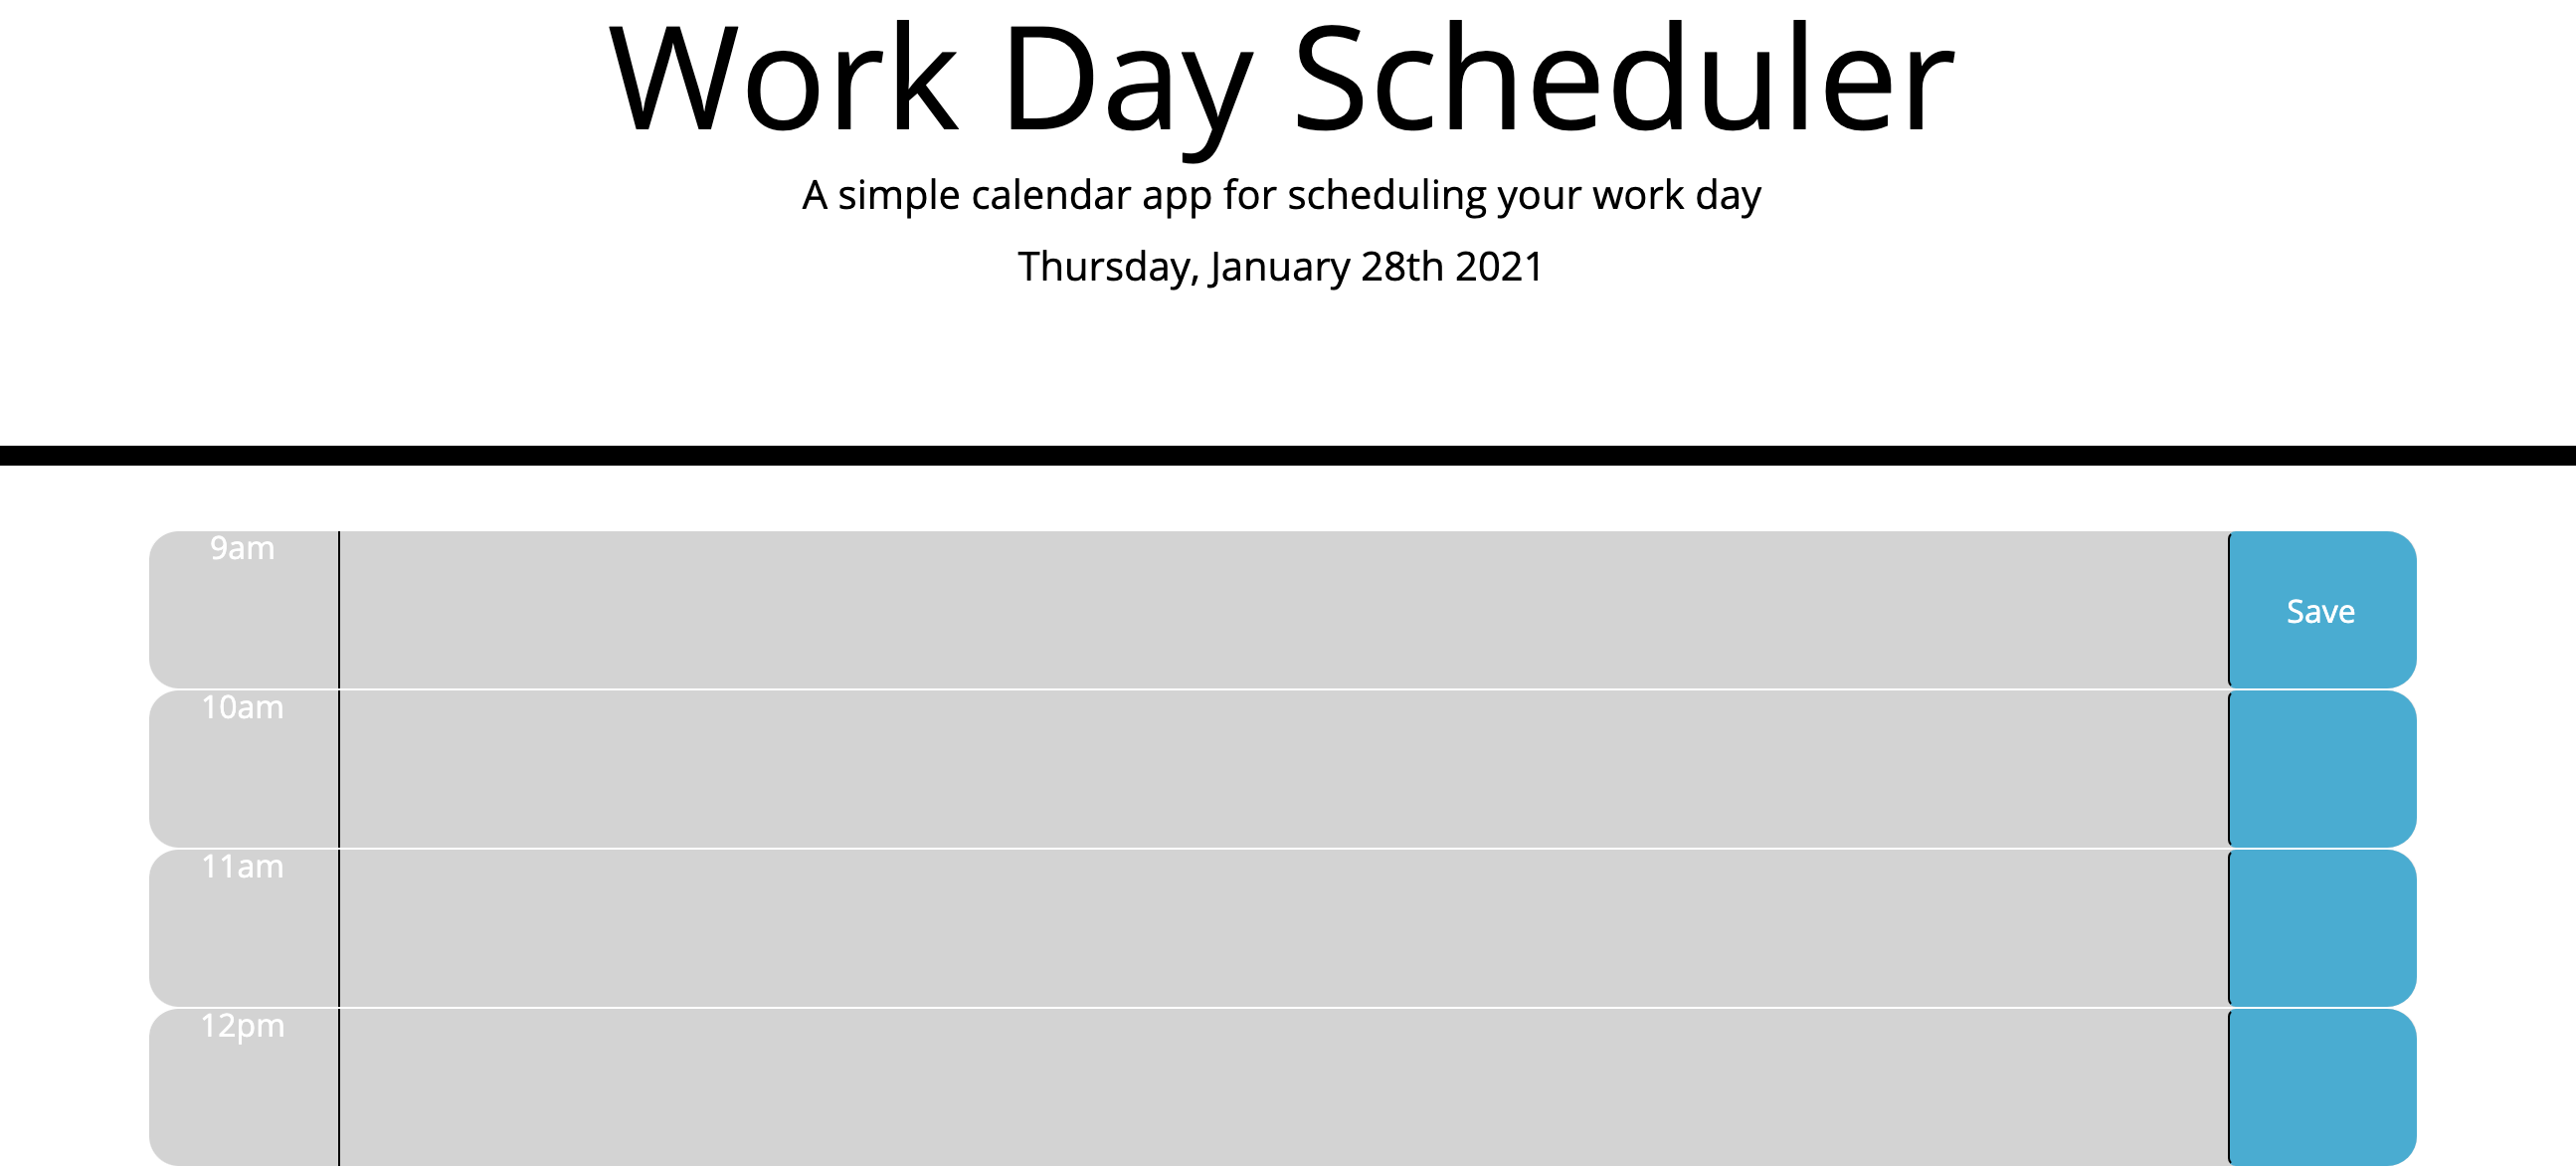 Work Day Scheduler
A simple calendar app for scheduling your work day
Thursday, January 28th 2021
9am
Save
10am
11am
12pm